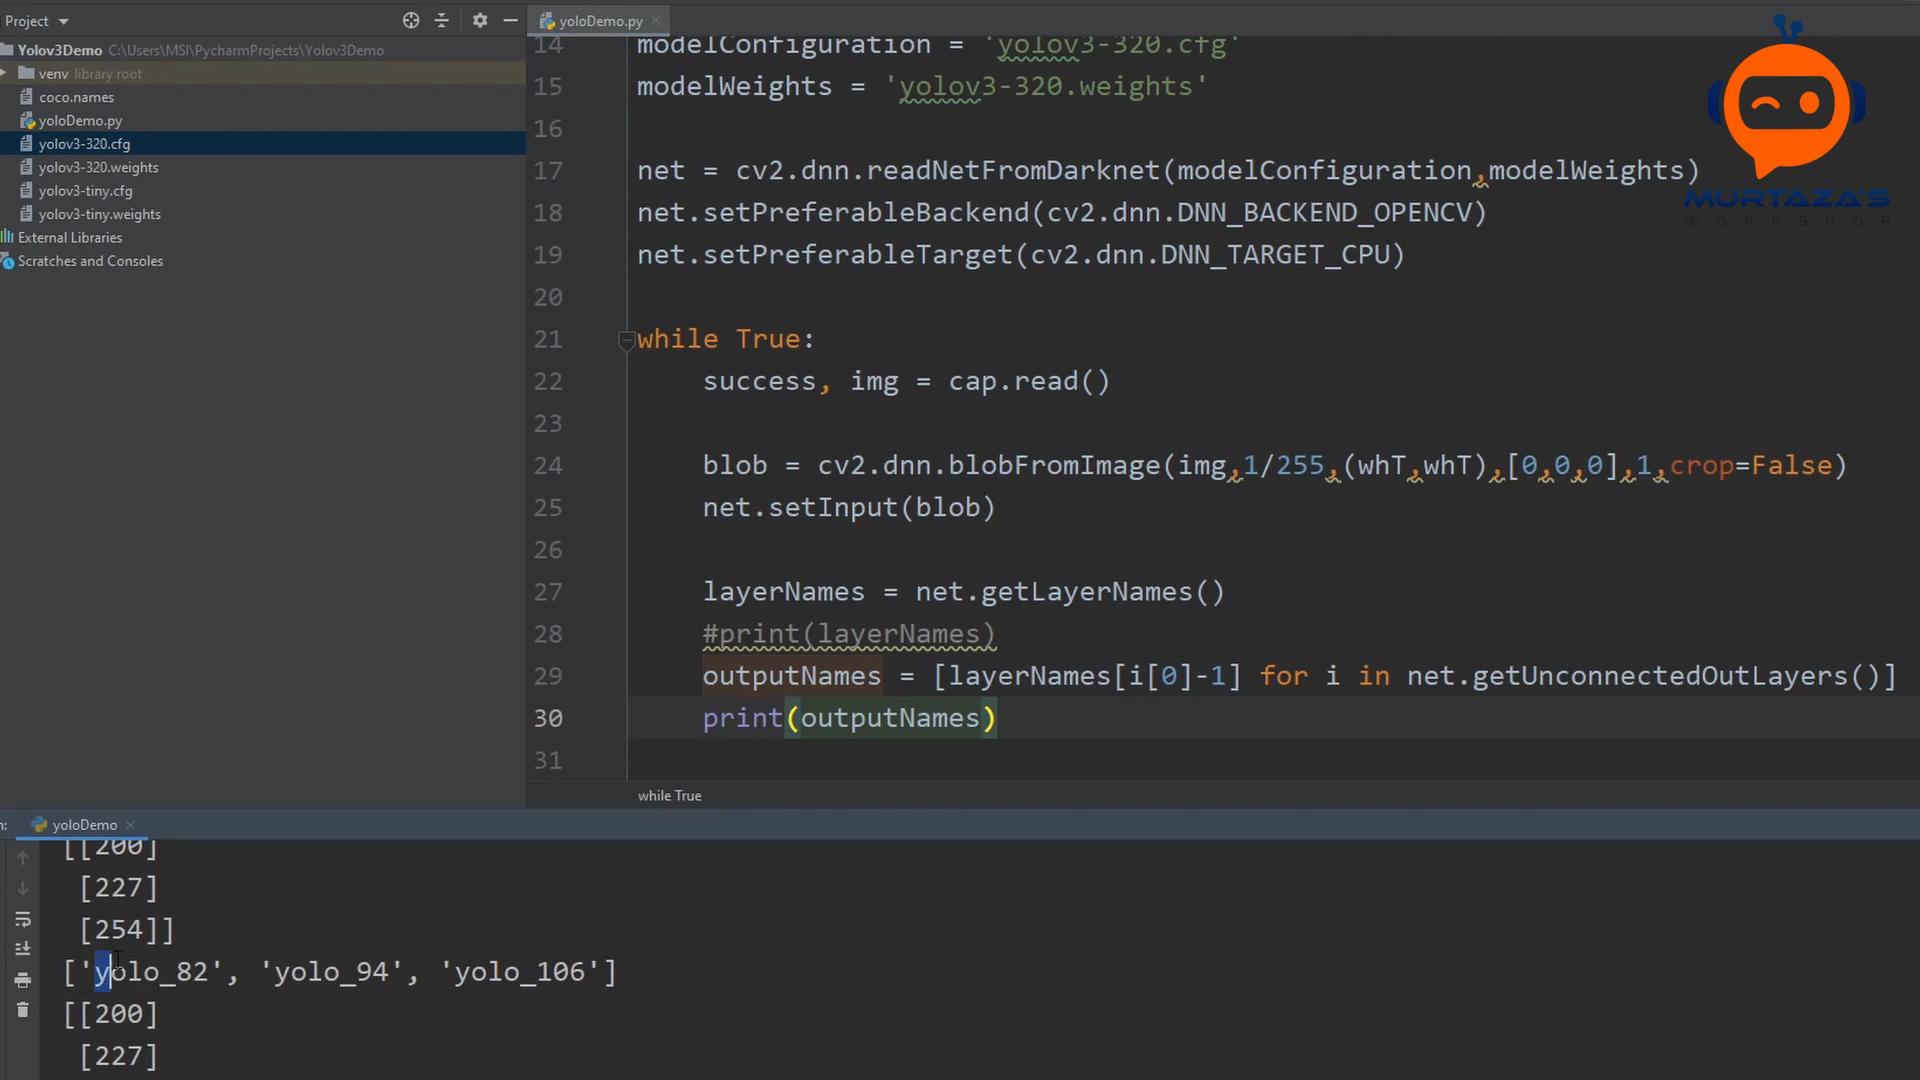 Project
yoloDemo.py
Yolov3Demo C:\Users\MSI\PycharmProjects\Yolov3Demo
venv library root
coco.names
yoloDemo.py
yolov3-320.cfg
yolov3-320.weights
yolov3-tiny.cfg
yolov3-tiny.weights
External Libraries
Scratches and Consoles
14 modelConfiguration = 'yolov3-320.cfg'
15 modelWeights = 'yolov3-320.weights'
16
17 net = cv2.dnn.readNetFromDarknet(modelConfiguration,modelWeights)
18 net.setPreferableBackend(cv2.dnn.DNN_BACKEND_OPENCV)
19 net.setPreferableTarget(cv2.dnn.DNN_TARGET_CPU)
20
21 while True:
22 success, img = cap.read()
23
24 blob = cv2.dnn.blobFromImage(img,1/255,(whT,whT),[0,0,0],1,crop=False)
25 net.setInput(blob)
26
27 layerNames = net.getLayerNames()
28 #print(layerNames)
29 outputNames = [layerNames[i[0]-1] for i in net.getUnconnectedOutLayers()]
30 print(outputNames)
31
while True
MURTAZA'S
WORKSHOP
yoloDemo
[[200]
[227]
[254]]
['yolo_82', 'yolo_94', 'yolo_106']
[[200]
[227]